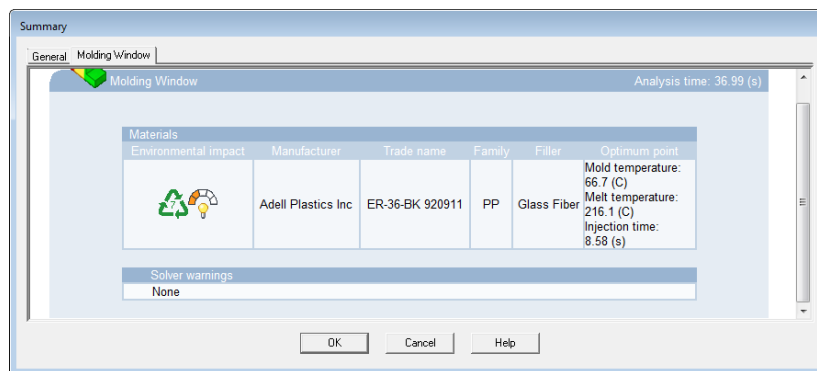 Summary
General Molding Window
Molding Window Analysis time: 36.99 (s)
Materials
Environmental impact Manufacturer Trade name Family Filler Optimum point
7 Adell Plastics Inc ER-36-BK 920911 PP Glass Fiber Mold temperature:
66.7 (C)
Melt temperature:
216.1 (C)
Injection time:
8.58 (s)
Solver warnings
None
OK Cancel Help